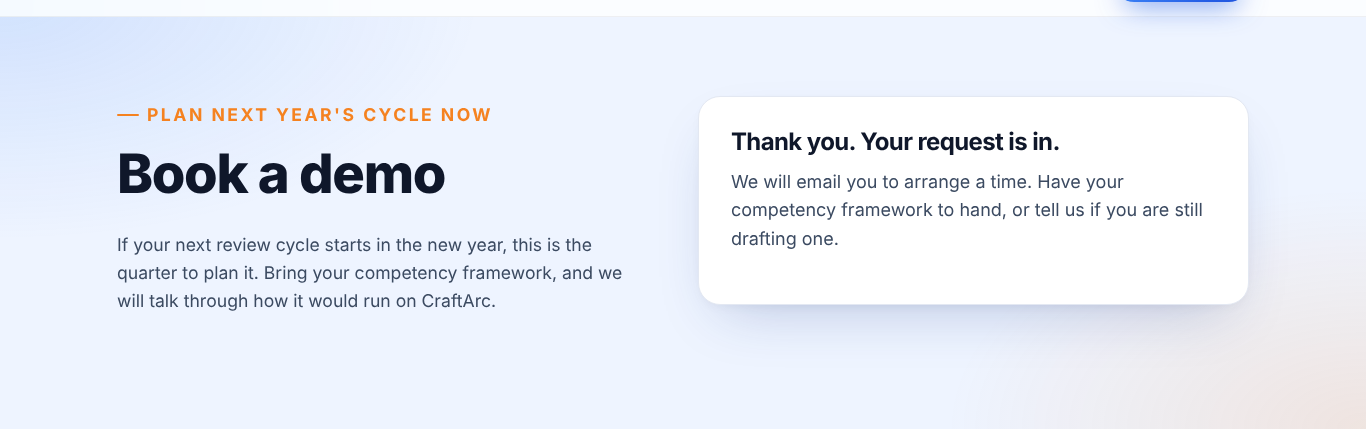 — PLAN NEXT YEAR'S CYCLE NOW
Book a demo
If your next review cycle starts in the new year, this is the
quarter to plan it. Bring your competency framework, and we
will talk through how it would run on CraftArc.
Thank you. Your request is in.
We will email you to arrange a time. Have your
competency framework to hand, or tell us if you are still
drafting one.